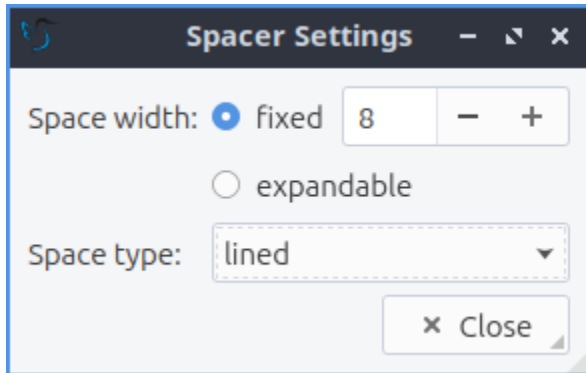 Spacer Settings
Space width: fixed 8 − +
expandable
Space type: lined
× Close